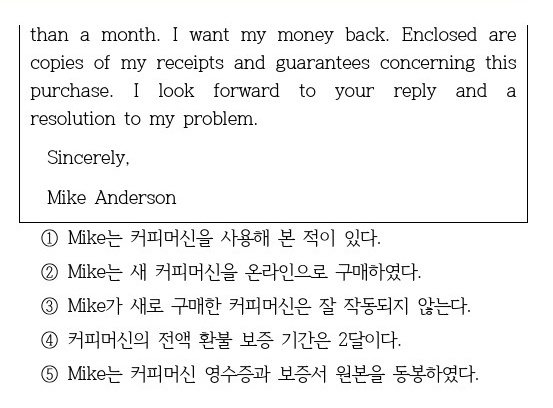 than a month. I want my money back. Enclosed are
copies of my receipts and guarantees concerning this
purchase. I look forward to your reply and a
resolution to my problem.
Sincerely,
Mike Anderson
① Mike는 커피머신을 사용해 본 적이 있다.
② Mike는 새 커피머신을 온라인으로 구매하였다.
③ Mike가 새로 구매한 커피머신은 잘 작동되지 않는다.
④ 커피머신의 전액 환불 보증 기간은 2달이다.
⑤ Mike는 커피머신 영수증과 보증서 원본을 동봉하였다.